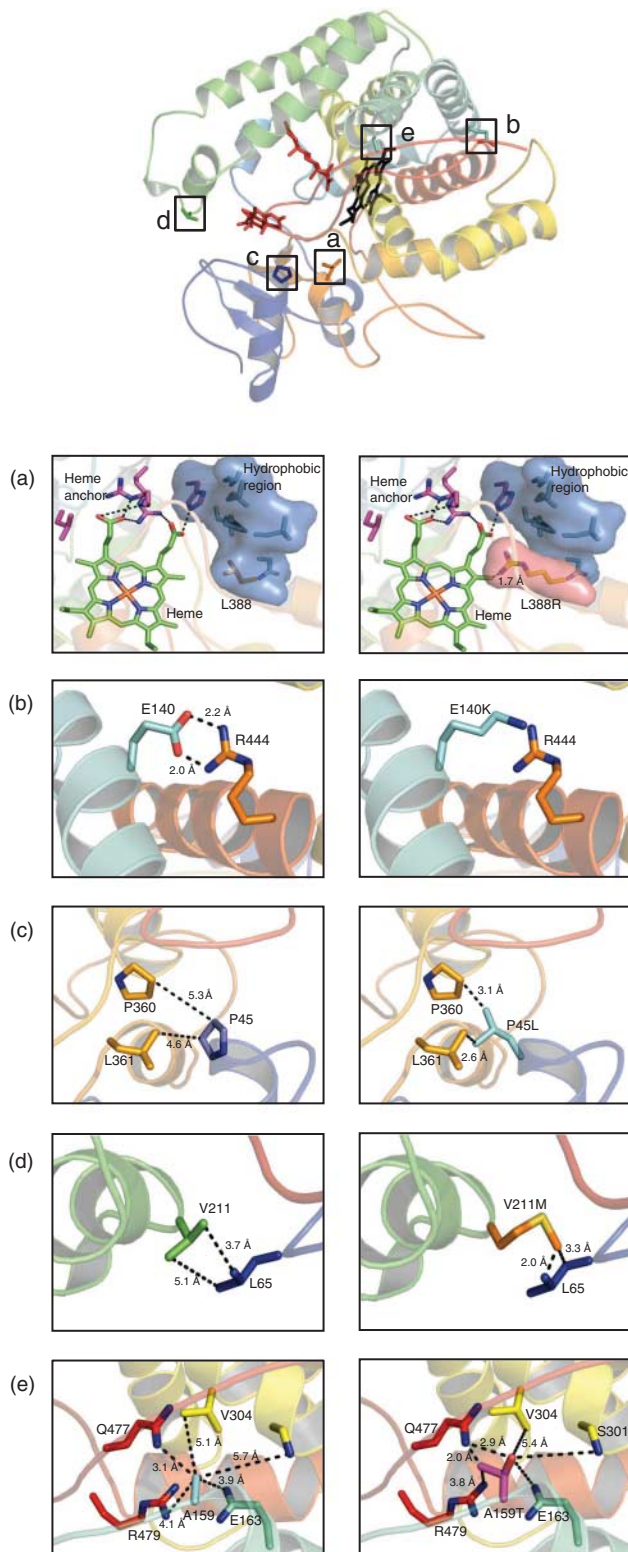 e
b
d
a
c
(a)
Heme
anchor
Hydrophobic
region
L388
Heme
Heme
anchor
Hydrophobic
region
1.7 Å
L388R
Heme
(b)
E140
2.2 Å
R444
2.0 Å
E140K
R444
(c)
P360
5.3Å
P45
L361
4.6 Å
P360
3.1 Å
P45L
L361
2.6 Å
(d)
V211
3.7 Å
5.1 Å
L65
V211M
3.3 Å
2.0 Å
L65
(e)
Q477
V304
5.1 Å
5.7 Å
3.1 Å
3.9 Å
A159
4.1 Å
R479
E163
Q477
V304
S301
2.9 Å
5.4 Å
2.0 Å
3.8 Å
R479
A159T
E163